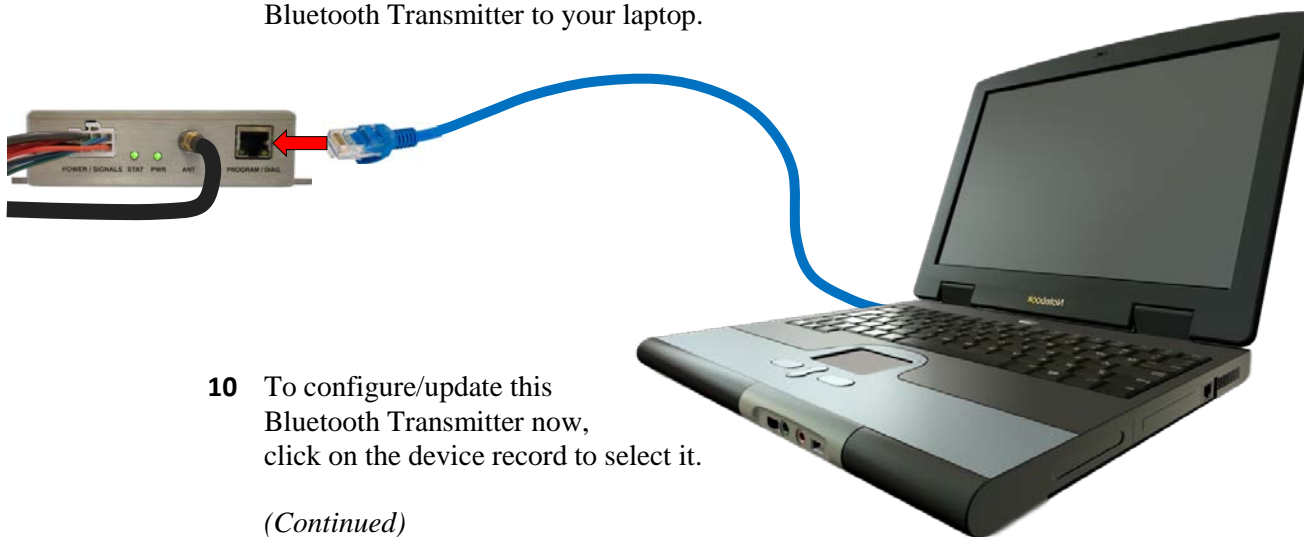 Bluetooth Transmitter to your laptop.
POWER / SIGNALS STAT PWR ANT PROGRAM / DIAG
Notebook
10 To configure/update this
Bluetooth Transmitter now,
click on the device record to select it.
(Continued)